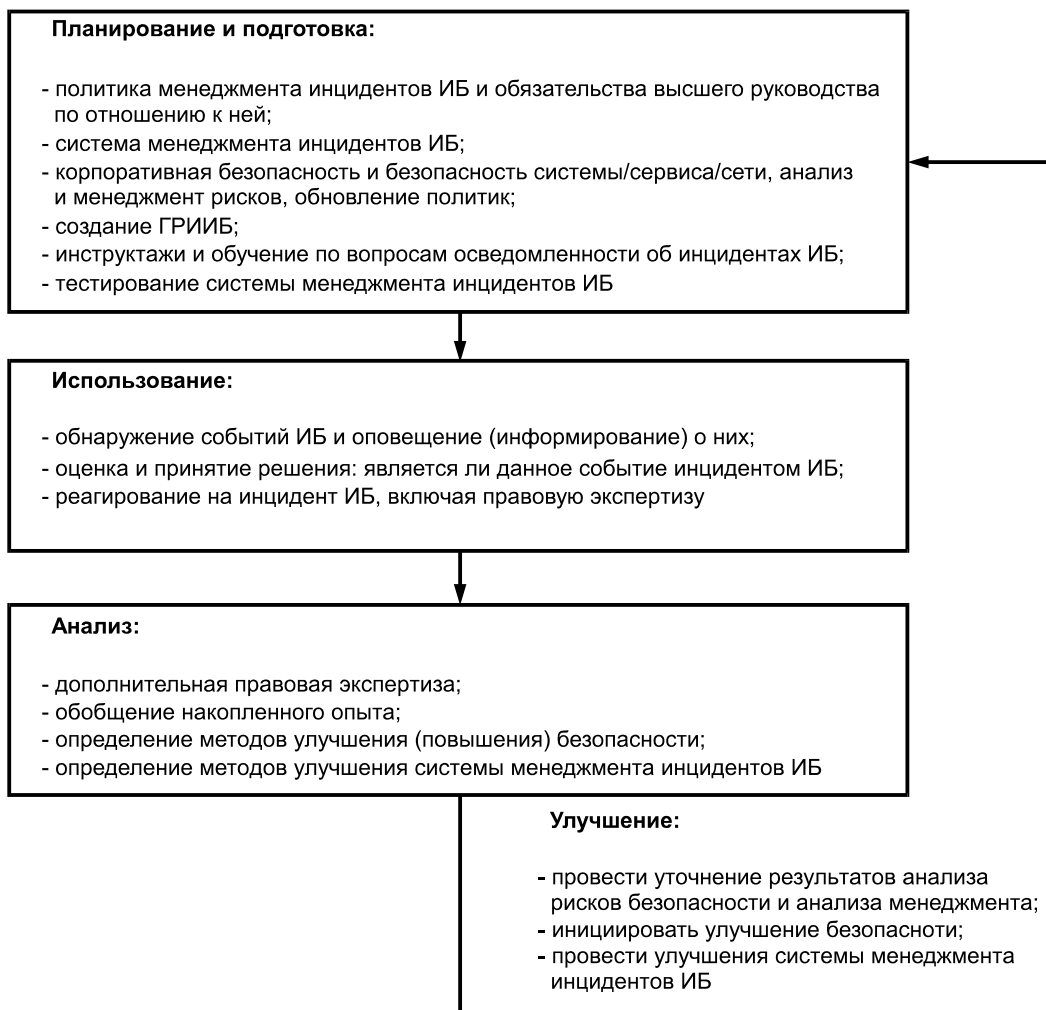 Планирование и подготовка:
- политика менеджмента инцидентов ИБ и обязательства высшего руководства
по отношению к ней;
- система менеджмента инцидентов ИБ;
- корпоративная безопасность и безопасность системы/сервиса/сети, анализ
и менеджмент рисков, обновление политик;
- создание ГРИИБ;
- инструктажи и обучение по вопросам осведомленности об инцидентах ИБ;
- тестирование системы менеджмента инцидентов ИБ
Использование:
- обнаружение событий ИБ и оповещение (информирование) о них;
- оценка и принятие решения: является ли данное событие инцидентом ИБ;
- реагирование на инцидент ИБ, включая правовую экспертизу
Анализ:
- дополнительная правовая экспертиза;
- обобщение накопленного опыта;
- определение методов улучшения (повышения) безопасности;
- определение методов улучшения системы менеджмента инцидентов ИБ
Улучшение:
- провести уточнение результатов анализа
рисков безопасности и анализа менеджмента;
- инициировать улучшение безопасноти;
- провести улучшения системы менеджмента
инцидентов ИБ